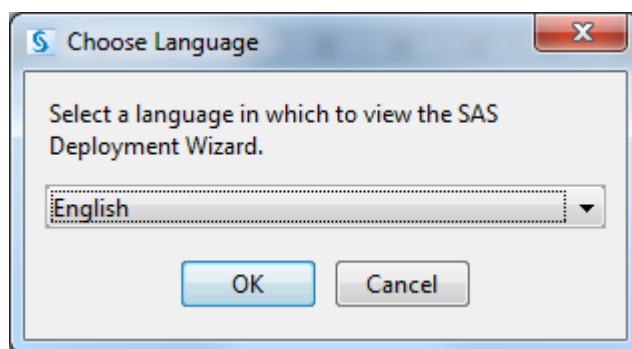 Choose Language
Select a language in which to view the SAS
Deployment Wizard.
English
OK
Cancel